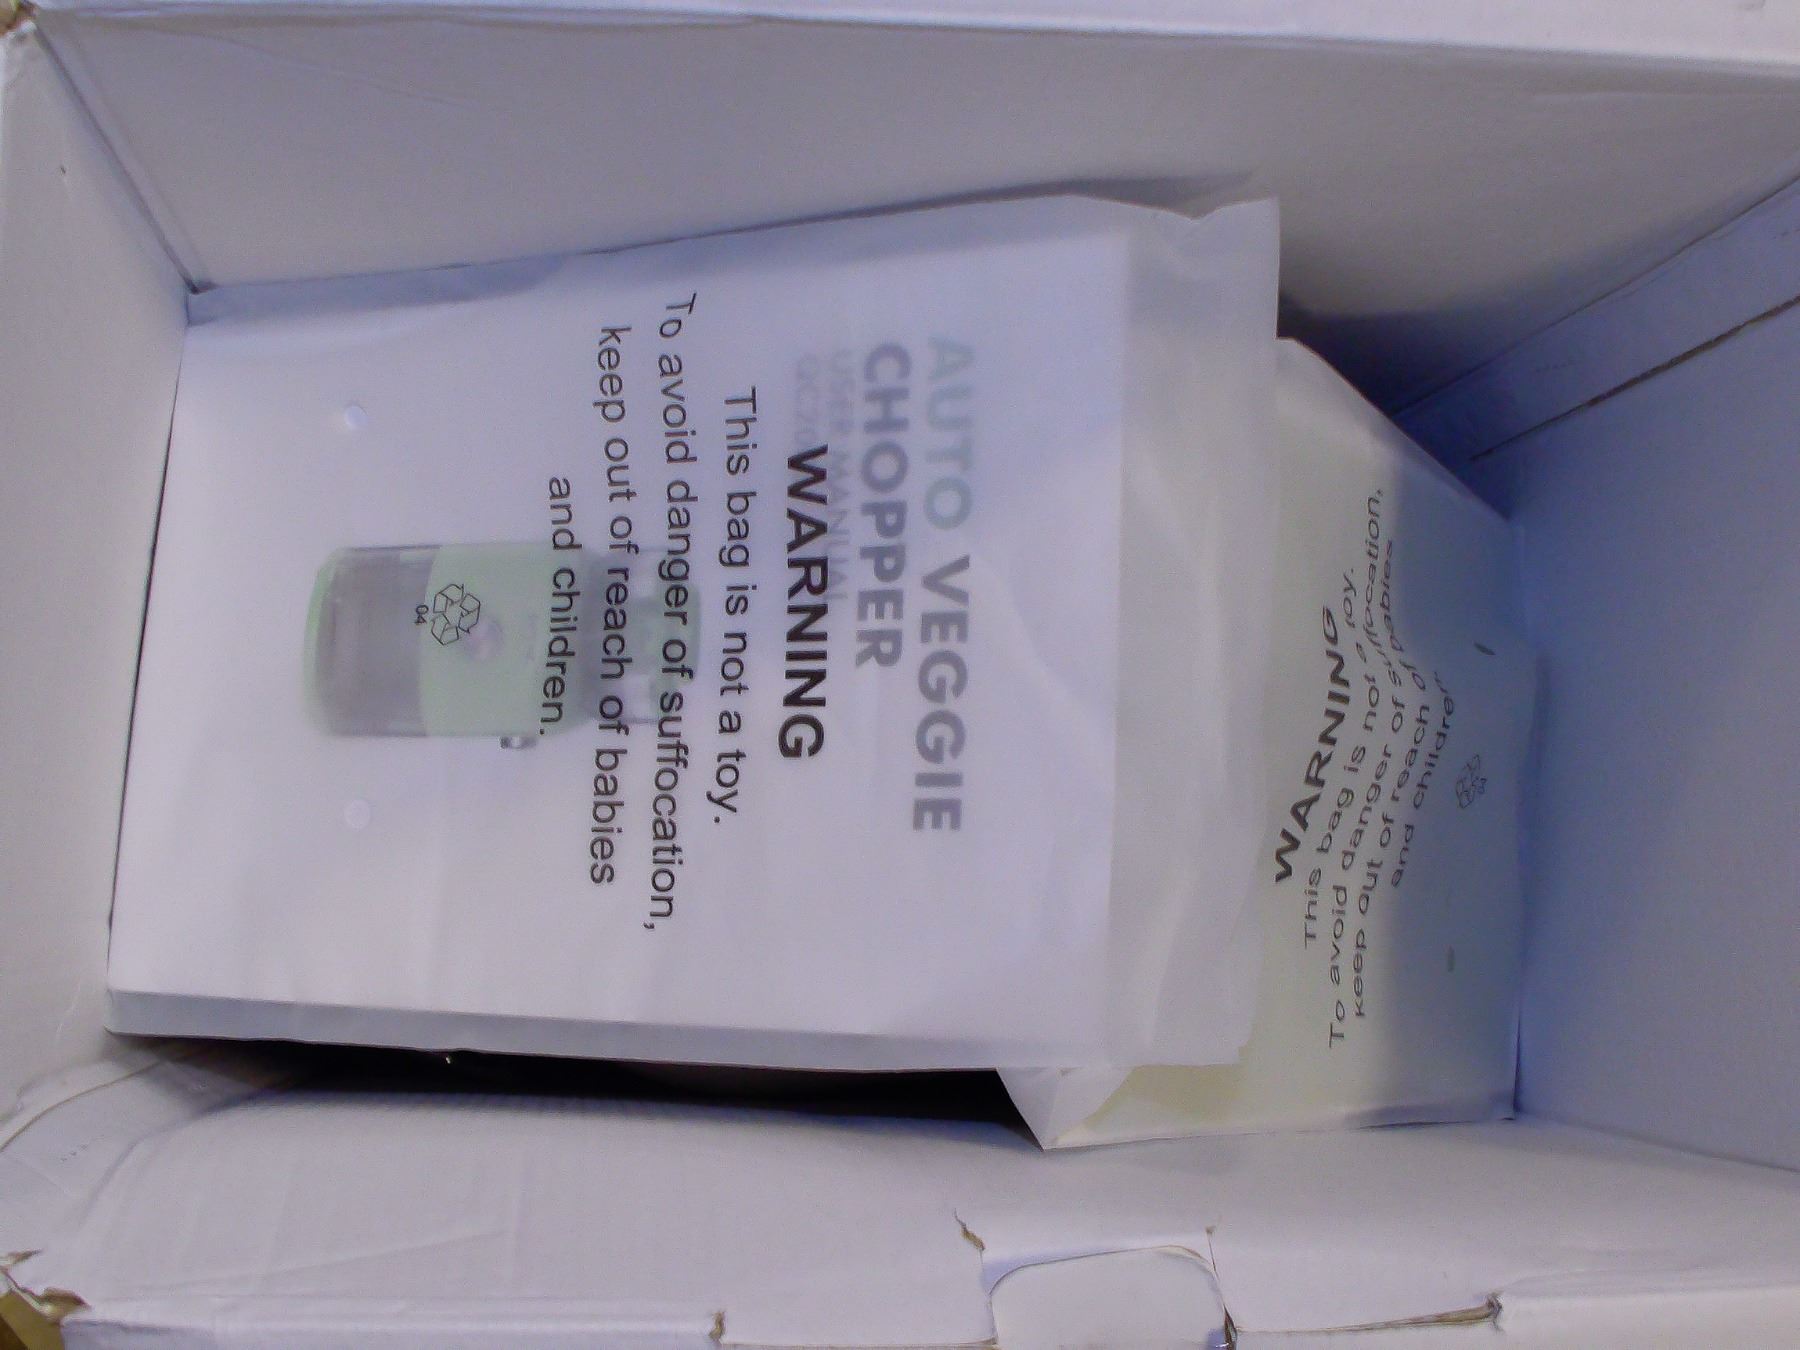 AUTO VEGGIE
CHOPPER
USER MANUAL
WARNING
This bag is not a toy.
To avoid danger of suffocation,
keep out of reach of babies
and children.
04
WARNING
This bag is not a toy.
To avoid danger of suffocation,
keep out of reach of babies
and children.